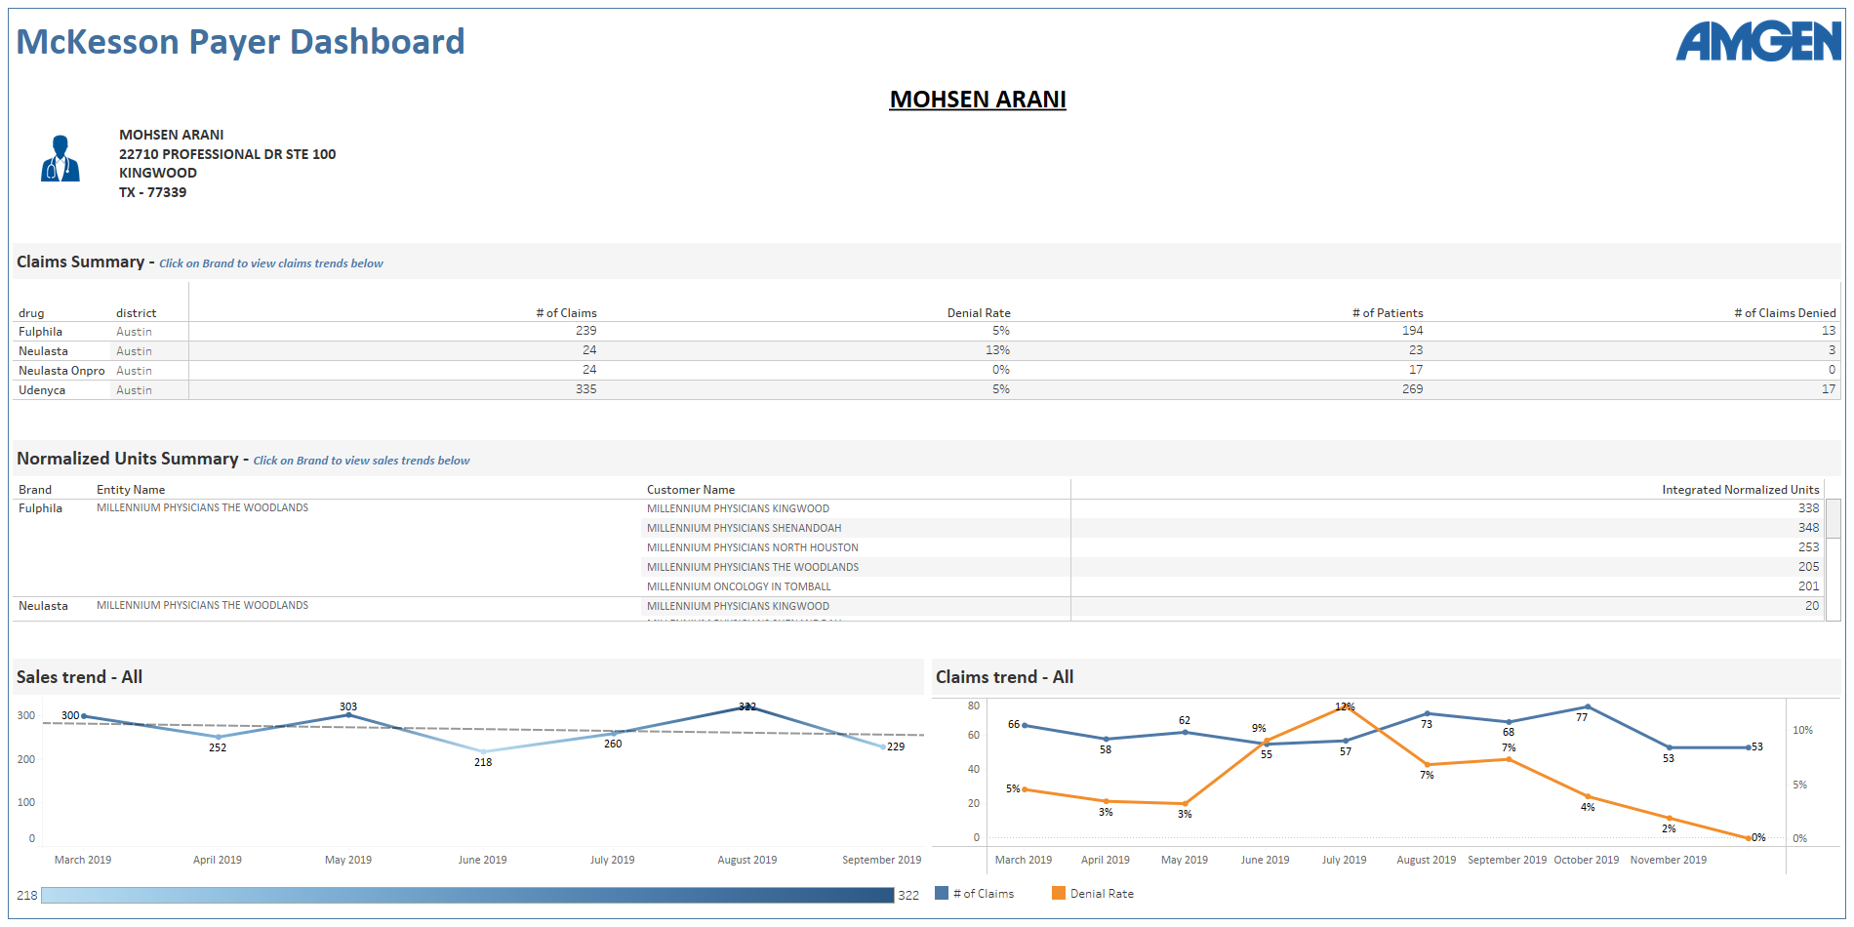 McKesson Payer Dashboard
AMGEN
MOHSEN ARANI
MOHSEN ARANI
22710 PROFESSIONAL DR STE 100
KINGWOOD
TX - 77339
Claims Summary - Click on Brand to view claims trends below
drug district # of Claims Denial Rate # of Patients # of Claims Denied
Fulphila Austin 239 5% 194 13
Neulasta Austin 24 13% 23 3
Neulasta Onpro Austin 24 0% 17 0
Udenyca Austin 335 5% 269 17
Normalized Units Summary - Click on Brand to view sales trends below
Brand Entity Name Customer Name Integrated Normalized Units
Fulphila MILLENNIUM PHYSICIANS THE WOODLANDS MILLENNIUM PHYSICIANS KINGWOOD 338
MILLENNIUM PHYSICIANS SHENANDOAH 348
MILLENNIUM PHYSICIANS NORTH HOUSTON 253
MILLENNIUM PHYSICIANS THE WOODLANDS 205
MILLENNIUM ONCOLOGY IN TOMBALL 201
Neulasta MILLENNIUM PHYSICIANS THE WOODLANDS MILLENNIUM PHYSICIANS KINGWOOD 20
Sales trend - All
300
200
100
0
300
252
303
218
260
322
229
March 2019 April 2019 May 2019 June 2019 July 2019 August 2019 September 2019
218 322
Claims trend - All
80
60
40
20
0
66
58
62
55
57
73
68
77
53
53
5%
3%
3%
9%
12%
7%
7%
4%
2%
0%
10%
5%
0%
March 2019 April 2019 May 2019 June 2019 July 2019 August 2019 September 2019 October 2019 November 2019
# of Claims Denial Rate